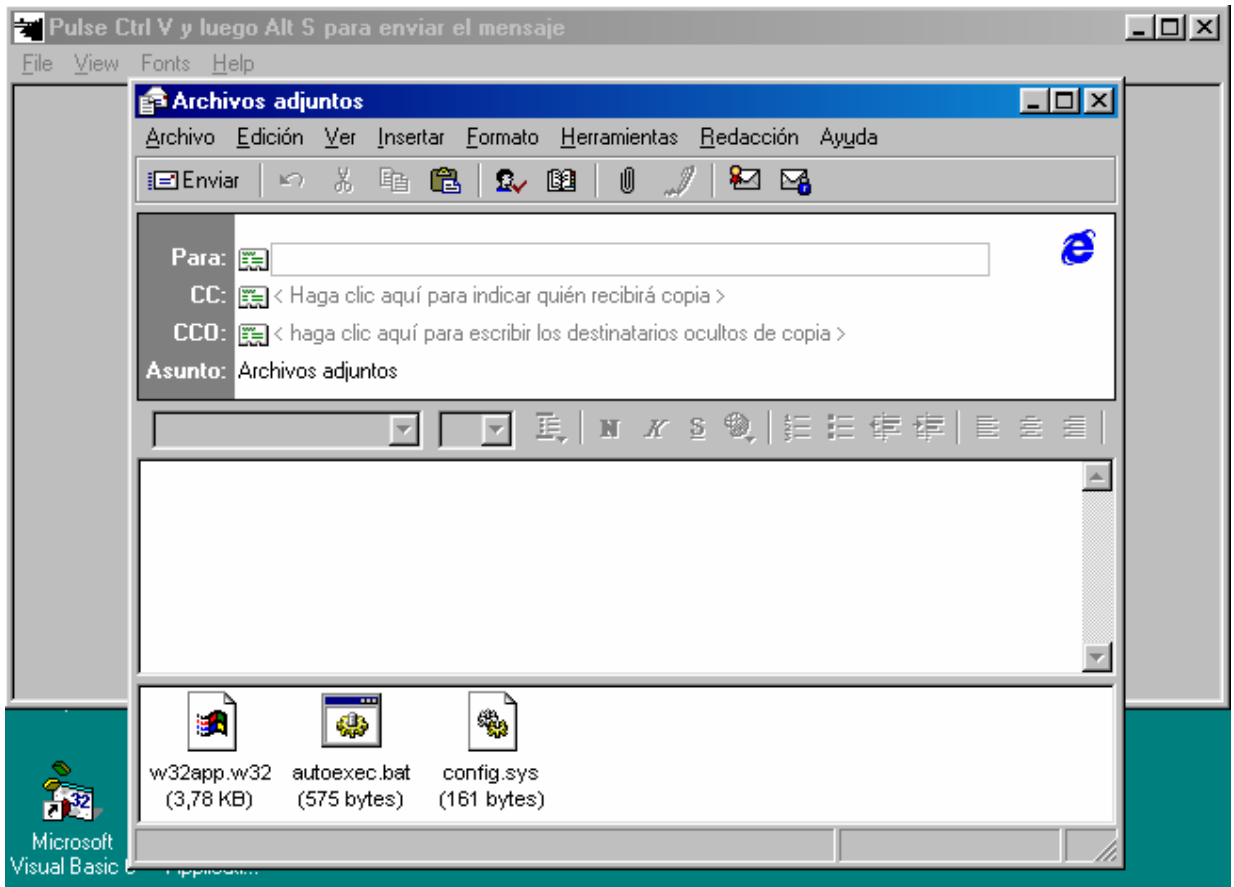 Pulse Ctrl V y luego Alt S para enviar el mensaje
File View Fonts Help
Archivos adjuntos
Archivo Edición Ver Insertar Formato Herramientas Redacción Ayuda
Enviar
Para:
CC: < Haga clic aquí para indicar quién recibirá copia >
CCO: < haga clic aquí para escribir los destinatarios ocultos de copia >
Asunto: Archivos adjuntos
N K S
w32app.w32 autoexec.bat config.sys
(3,78 KB) (575 bytes) (161 bytes)
32
Microsoft
Visual Basic